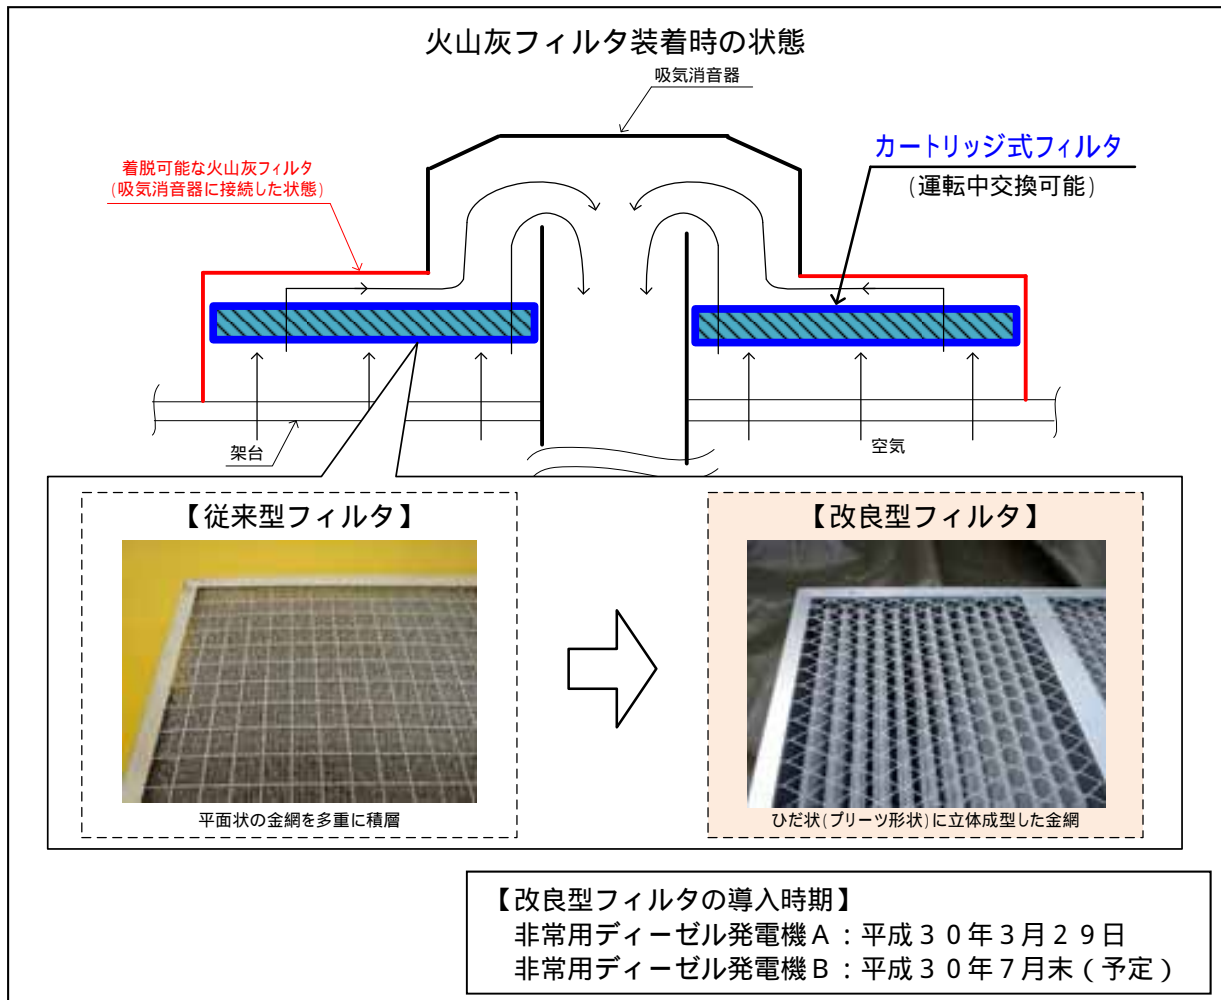 火山灰フィルタ装着時の状態
吸気消音器
着脱可能な火山灰フィルタ
(吸気消音器に接続した状態)
カートリッジ式フィルタ
(運転中交換可能)
架台
空気
【従来型フィルタ】
平面状の金網を多重に積層
【改良型フィルタ】
ひだ状(プリーツ形状)に立体成型した金網
【改良型フィルタの導入時期】
非常用ディーゼル発電機A：平成３０年３月２９日
非常用ディーゼル発電機B：平成３０年７月末（予定）